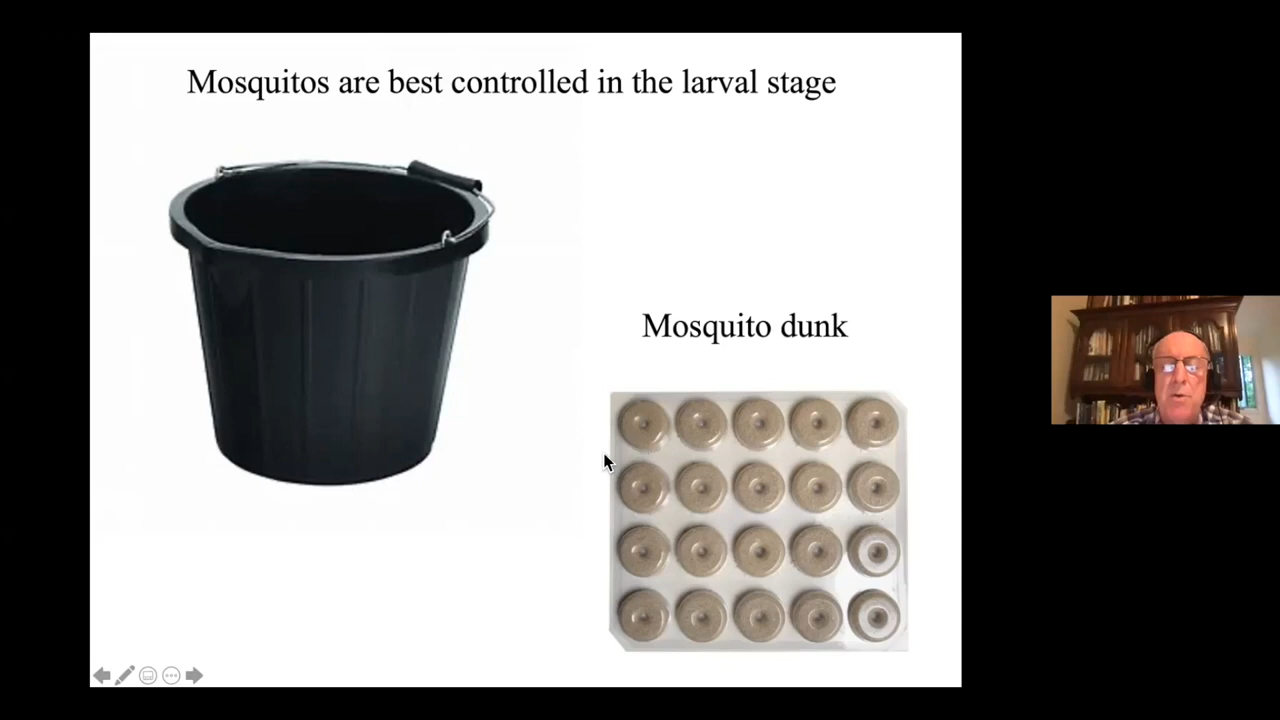 Mosquitos are best controlled in the larval stage
Mosquito dunk